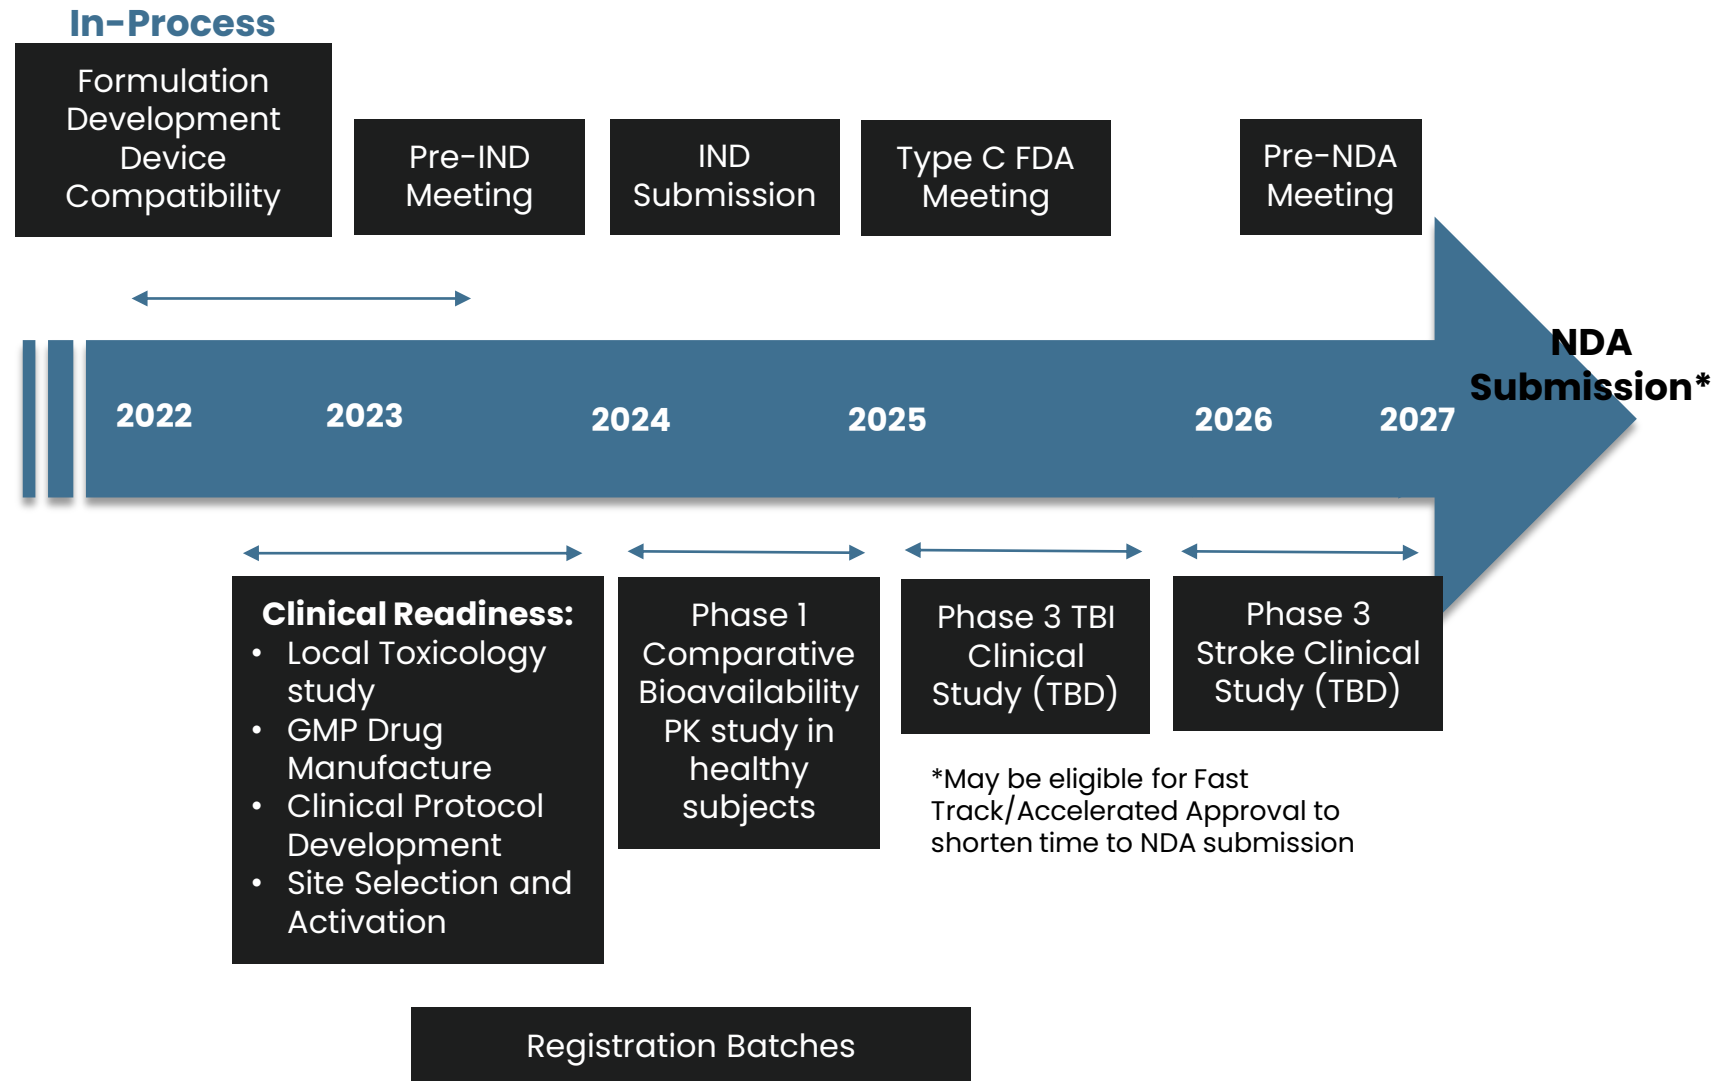 In-Process
Formulation
Development
Device
Compatibility
Pre-IND
Meeting
IND
Submission
Type C FDA
Meeting
Pre-NDA
Meeting
NDA
Submission*
2022
2023
2024
2025
2026
2027
Clinical Readiness:
• Local Toxicology
study
• GMP Drug
Manufacture
• Clinical Protocol
Development
• Site Selection and
Activation
Phase 1
Comparative
Bioavailability
PK study in
healthy
subjects
Phase 3 TBI
Clinical
Study (TBD)
Phase 3
Stroke Clinical
Study (TBD)
*May be eligible for Fast
Track/Accelerated Approval to
shorten time to NDA submission
Registration Batches